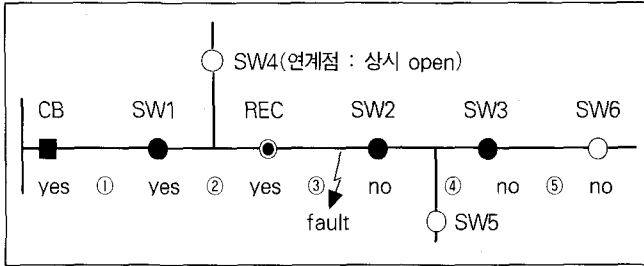 SW4(연계점 : 상시 open)
CB SW1 REC SW2 SW3 SW6
yes ① yes ② yes ③ no ④ no ⑤ no
fault SW5